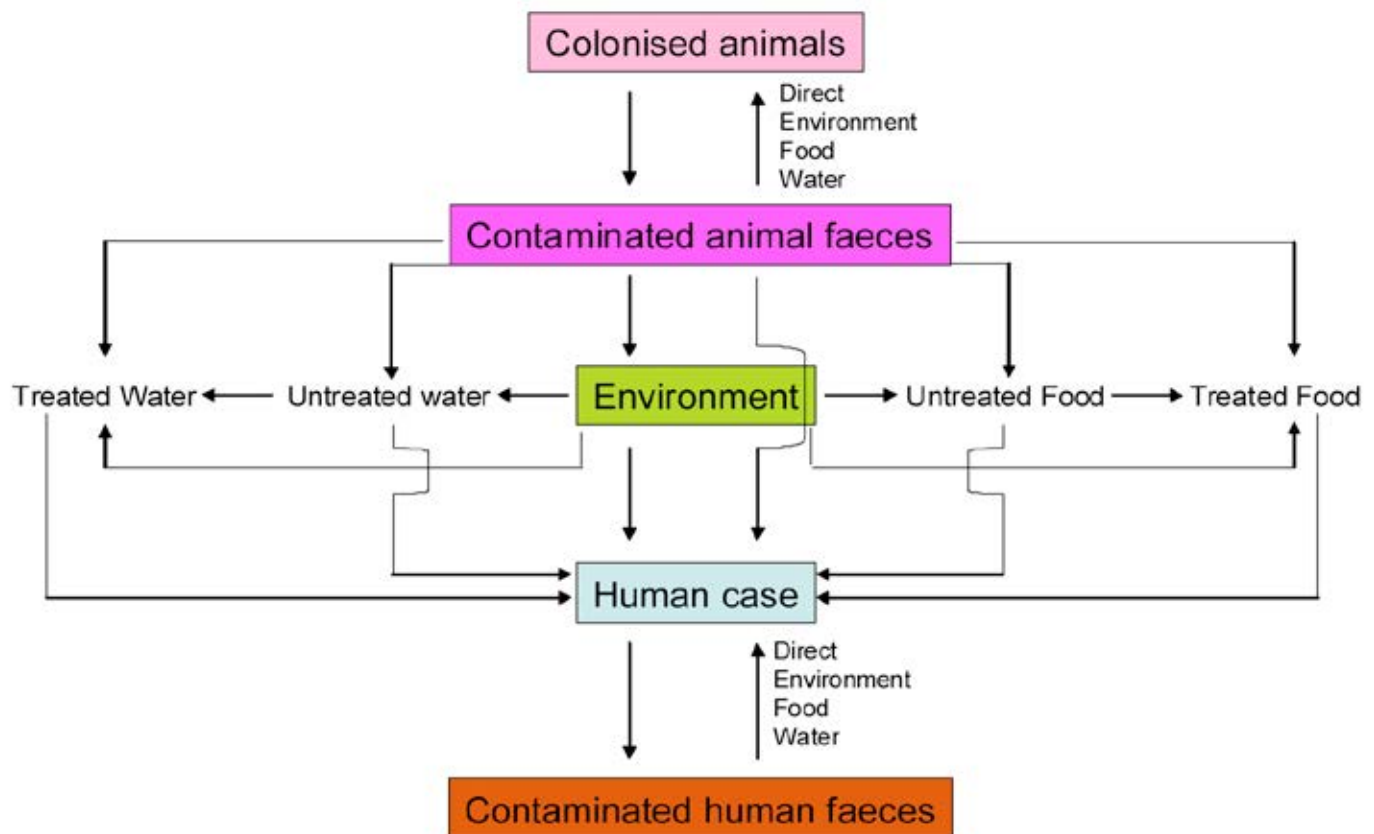 Colonised animals
Direct
Environment
Food
Water
Contaminated animal faeces
Treated Water
Untreated water
Environment
Untreated Food
Treated Food
Human case
Direct
Environment
Food
Water
Contaminated human faeces